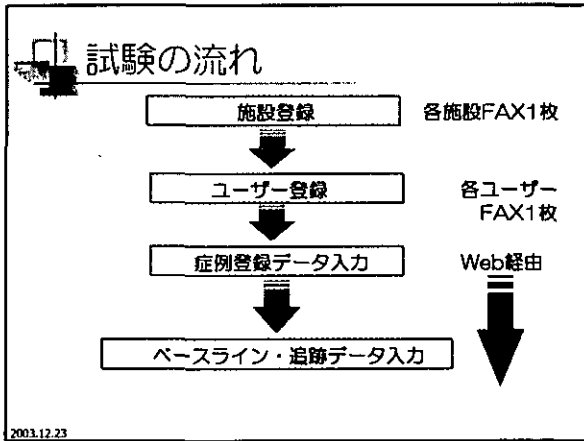 試験の流れ
施設登録 各施設FAX1枚
ユーザー登録 各ユーザー
FAX1枚
症例登録データ入力 Web経由
ベースライン・追跡データ入力
2003.12.23